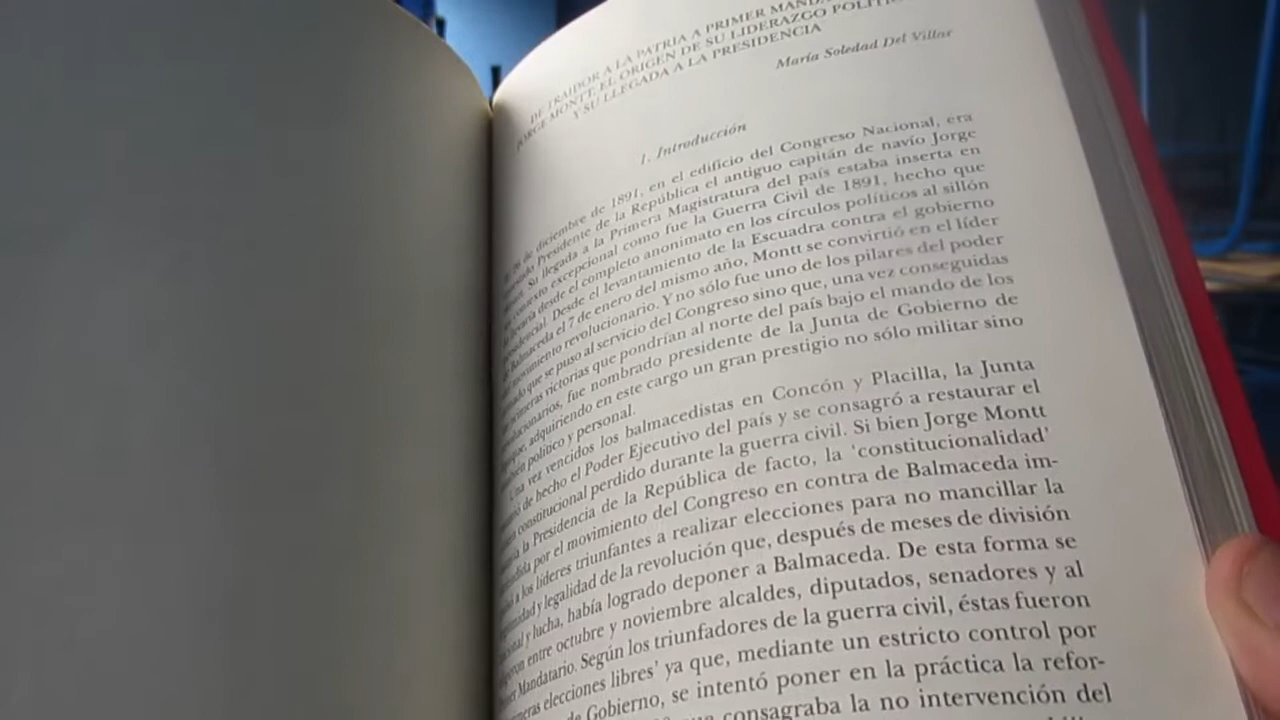 DE TRAIDOR A LA PATRIA A PRIMER
JORGE MONTT. EL ORIGEN DE SU LIDERAZGO
Y SU LLEGADA A LA PRESIDENCIA
María Soledad Del Villar
1. Introducción
de diciembre de 1891, en el edificio del Congreso Nacional, era
Presidente de la República el antiguo capitán de navío Jorge
Su llegada a la Primera Magistratura del país estaba inserta en
contexto excepcional como fue la Guerra Civil de 1891, hecho que
desde el completo anonimato en los círculos políticos al sillón
Desde el levantamiento de la Escuadra contra el gobierno
de Balmaceda el 7 de enero del mismo año, Montt se convirtió en el líder
movimiento revolucionario. Y no sólo fue uno de los pilares del poder
que se puso al servicio del Congreso sino que, una vez conseguidas
primeras victorias que pondrían al norte del país bajo el mando de los
fue nombrado presidente de la Junta de Gobierno de
adquiriendo en este cargo un gran prestigio no sólo militar sino
político y personal.
Una vez vencidos los balmacedistas en Concón y Placilla, la Junta
de hecho el Poder Ejecutivo del país y se consagró a restaurar el
constitucional perdido durante la guerra civil. Si bien Jorge Montt
la Presidencia de la República de facto, la ‘constitucionalidad’
por el movimiento del Congreso en contra de Balmaceda im-
a los líderes triunfantes a realizar elecciones para no mancillar la
y legalidad de la revolución que, después de meses de división
y lucha, había logrado deponer a Balmaceda. De esta forma se
entre octubre y noviembre alcaldes, diputados, senadores y al
Mandatario. Según los triunfadores de la guerra civil, éstas fueron
elecciones libres’ ya que, mediante un estricto control por
de Gobierno, se intentó poner en la práctica la refor-
consagraba la no intervención del